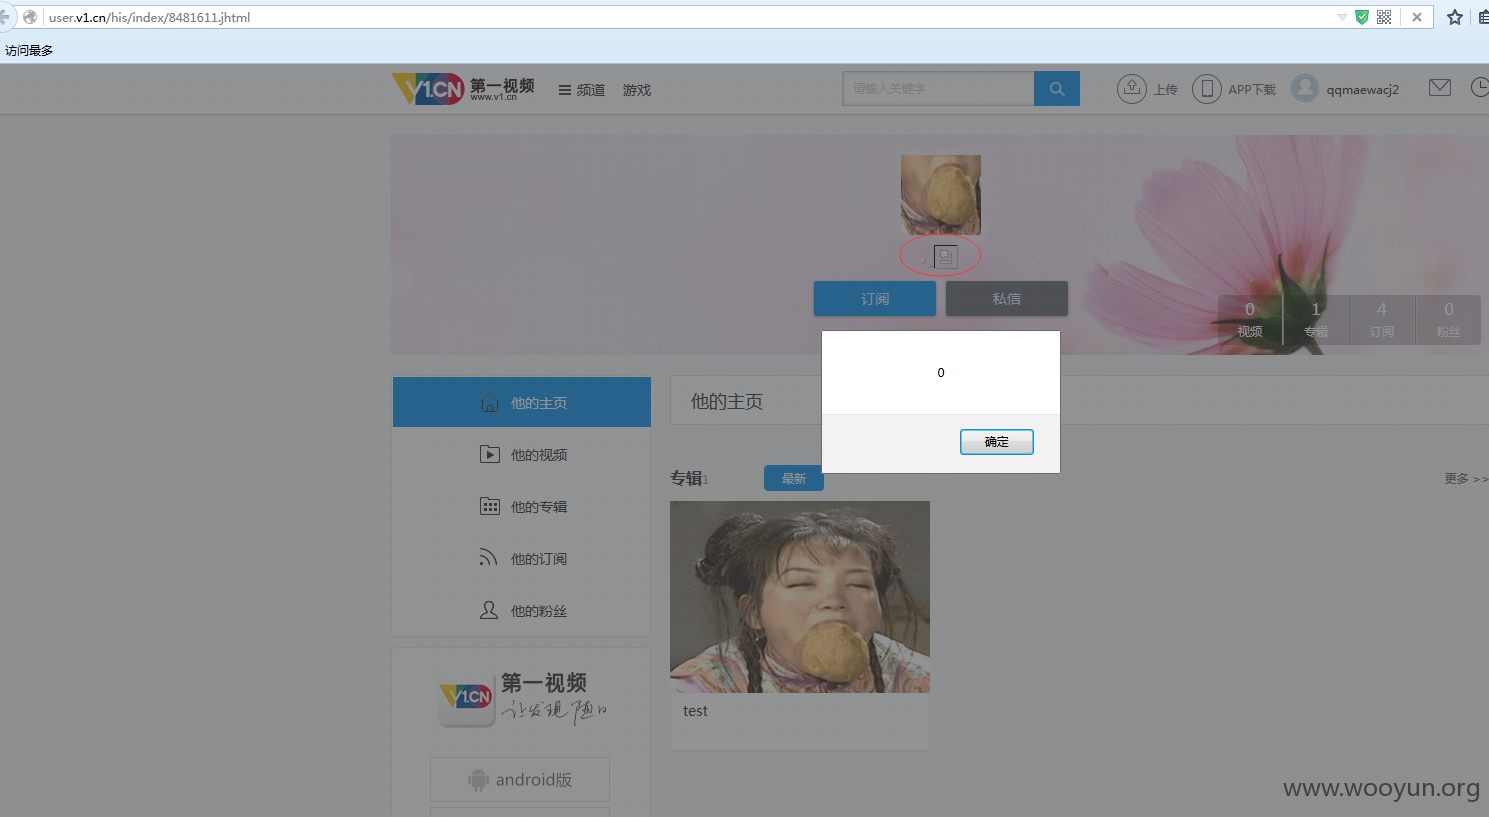 user.v1.cn/his/index/8481611.jhtml
访问最多
V1.CN 第一视频
www.v1.cn
频道 游戏
请输入关键字
上传 APP下载 qqmaewacj2
订阅 私信
0 1 4 0
视频 专辑 订阅 粉丝
0
确定
他的主页
他的视频
他的专辑
他的订阅
他的粉丝
他的主页
专辑1 最新 更多 >>
test
V1.CN 第一视频
让发现随心
android版
www.wooyun.org